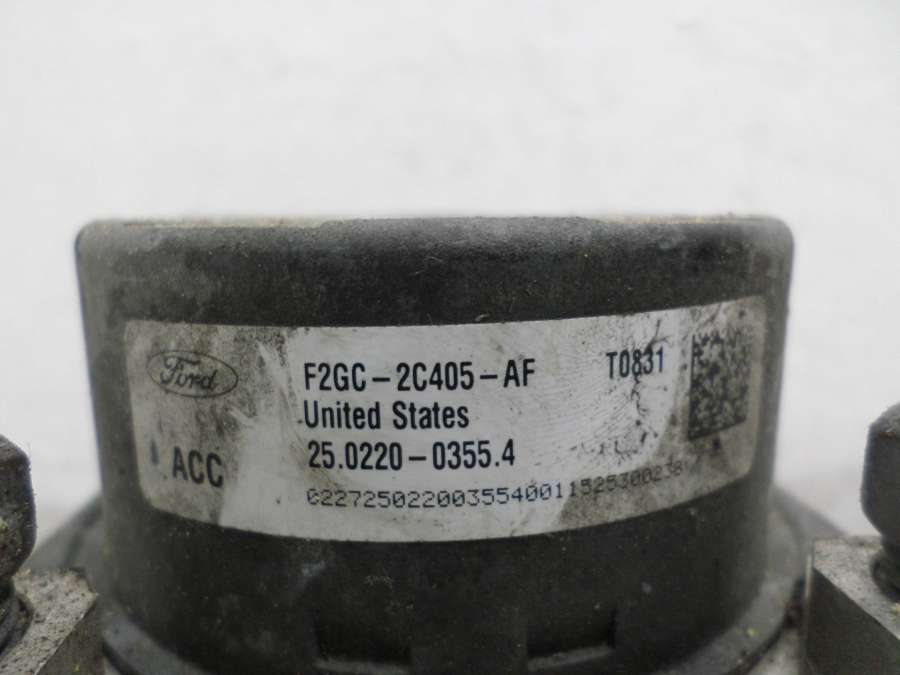 Ford
F2GC-2C405-AF T0831
United States
25.0220-0355.4
ACC